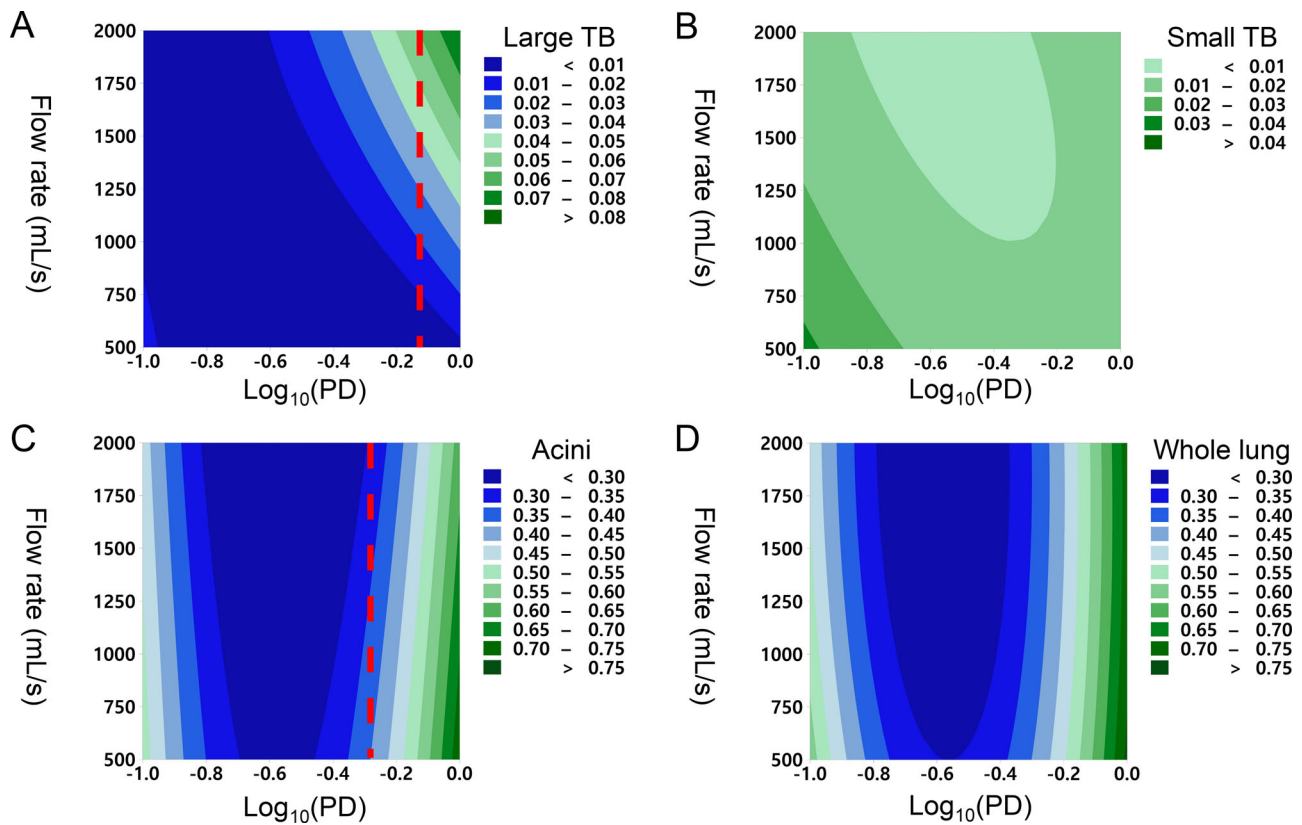 A
Large TB
< 0.01
0.01 – 0.02
0.02 – 0.03
0.03 – 0.04
0.04 – 0.05
0.05 – 0.06
0.06 – 0.07
0.07 – 0.08
> 0.08
Flow rate (mL/s)
2000
1750
1500
1250
1000
750
500
-1.0 -0.8 -0.6 -0.4 -0.2 0.0
Log₁₀(PD)
B
Small TB
< 0.01
0.01 – 0.02
0.02 – 0.03
0.03 – 0.04
> 0.04
Flow rate (mL/s)
2000
1750
1500
1250
1000
750
500
-1.0 -0.8 -0.6 -0.4 -0.2 0.0
Log₁₀(PD)
C
Acini
< 0.30
0.30 – 0.35
0.35 – 0.40
0.40 – 0.45
0.45 – 0.50
0.50 – 0.55
0.55 – 0.60
0.60 – 0.65
0.65 – 0.70
0.70 – 0.75
> 0.75
Flow rate (mL/s)
2000
1750
1500
1250
1000
750
500
-1.0 -0.8 -0.6 -0.4 -0.2 0.0
Log₁₀(PD)
D
Whole lung
< 0.30
0.30 – 0.35
0.35 – 0.40
0.40 – 0.45
0.45 – 0.50
0.50 – 0.55
0.55 – 0.60
0.60 – 0.65
0.65 – 0.70
0.70 – 0.75
> 0.75
Flow rate (mL/s)
2000
1750
1500
1250
1000
750
500
-1.0 -0.8 -0.6 -0.4 -0.2 0.0
Log₁₀(PD)